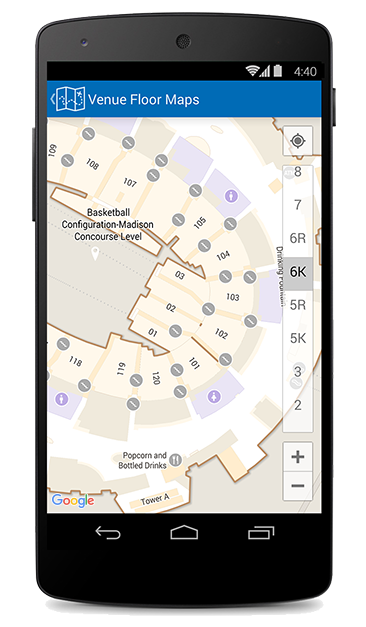 4:40
Venue Floor Maps
109
108
107
Basketball
Configuration-Madison
Concourse Level
105
104
03
103
02
102
01
101
118
119
120
Popcorn and
Bottled Drinks
Tower A
Drinking Fountain
8
7
6R
6K
5R
5K
3
2
+
−
Google